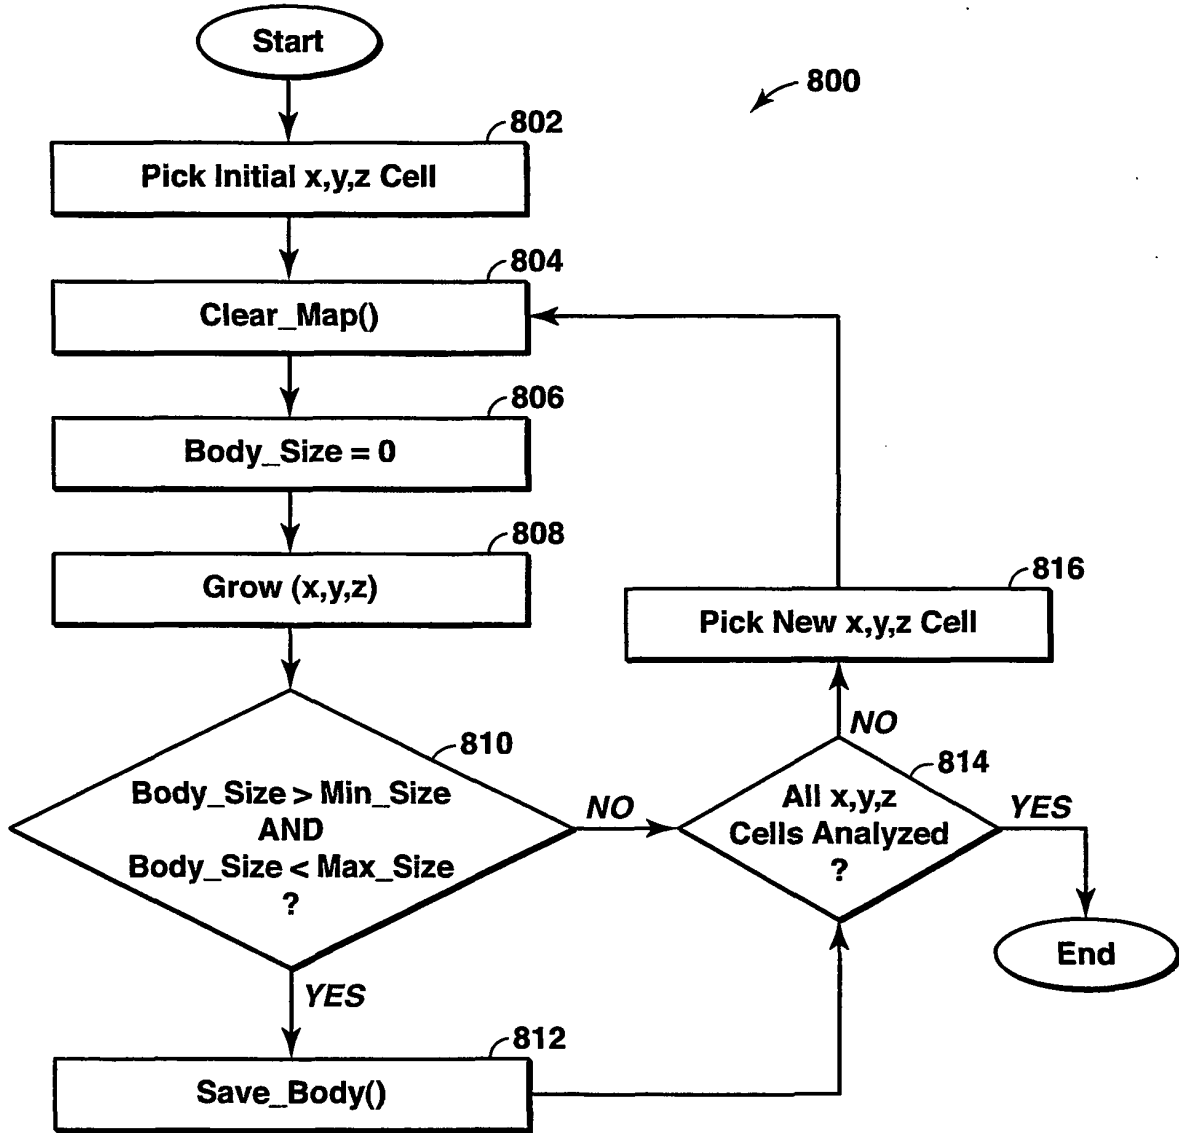 Start
800
802
Pick Initial x,y,z Cell
804
Clear_Map()
806
Body_Size = 0
808
Grow (x,y,z)
816
Pick New x,y,z Cell
810
Body_Size > Min_Size
AND
Body_Size < Max_Size
?
NO
YES
NO
814
All x,y,z
Cells Analyzed
?
YES
End
812
Save_Body()